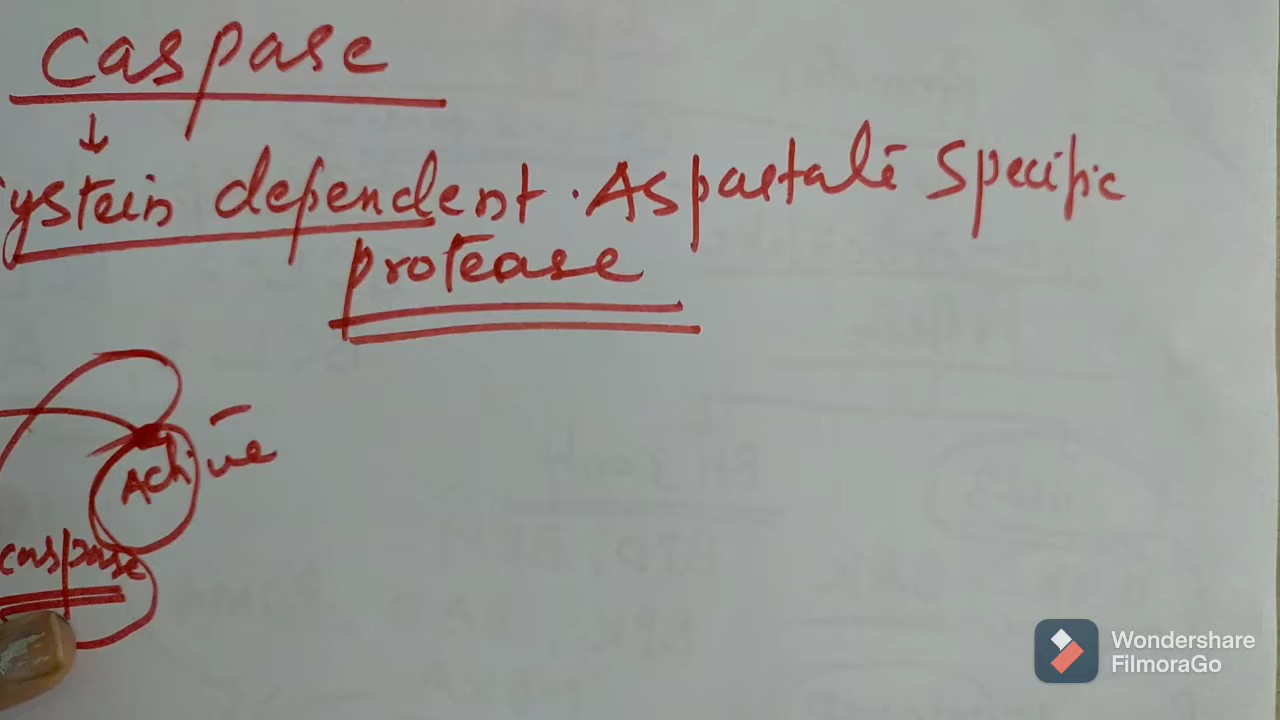 Caspase
ystein dependent. Aspartate Specific
protease
Active
caspase
Wondershare
FilmoraGo